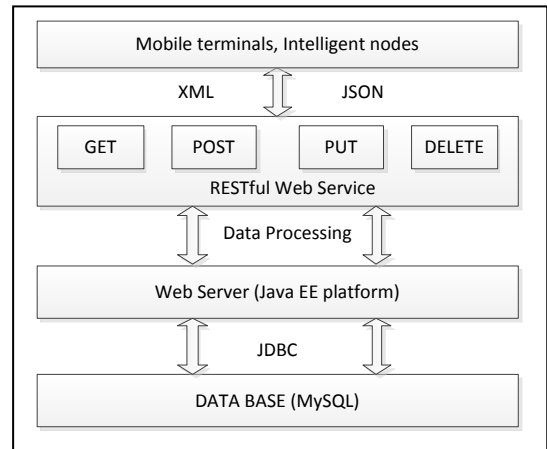 Mobile terminals, Intelligent nodes
XML JSON
GET POST PUT DELETE
RESTful Web Service
Data Processing
Web Server (Java EE platform)
JDBC
DATA BASE (MySQL)